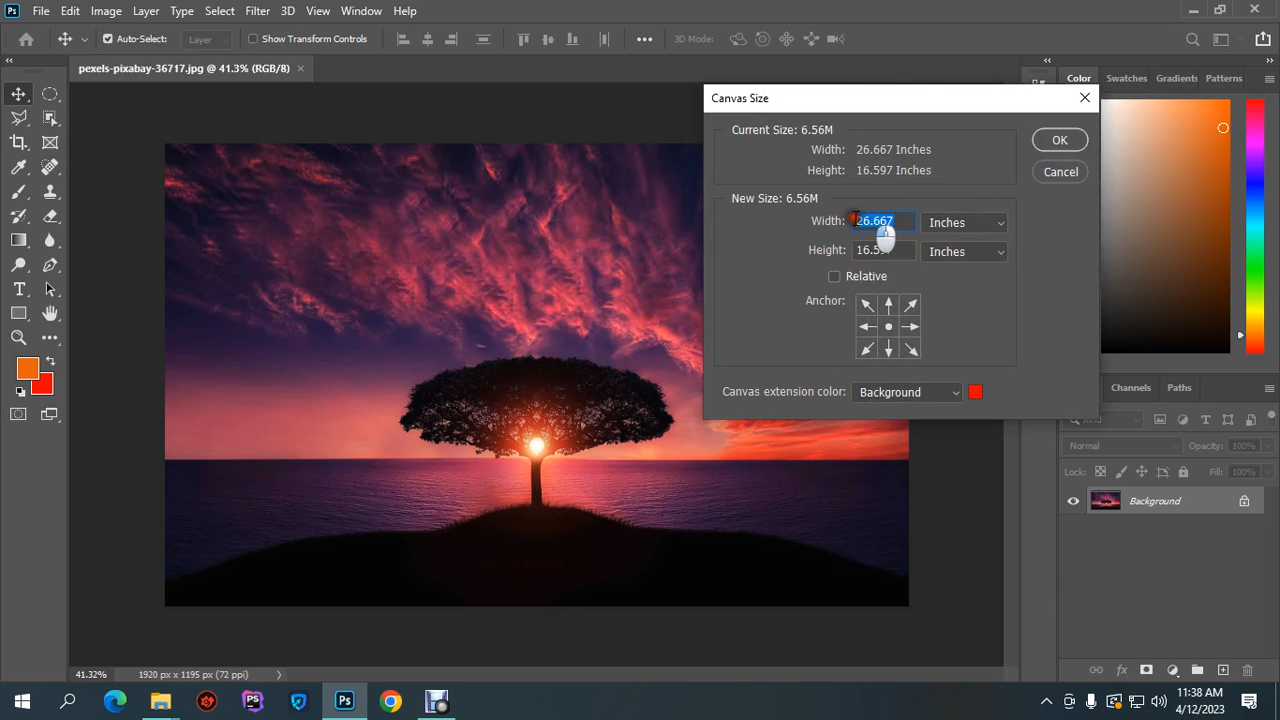 Ps File Edit Image Layer Type Select Filter 3D View Window Help
Auto-Select: Layer Show Transform Controls 3D Mode:
pexels-pixabay-36717.jpg @ 41.3% (RGB/8)
Color Swatches Gradients Patterns
Canvas Size
Current Size: 6.56M
Width: 26.667 Inches
Height: 16.597 Inches
OK
Cancel
New Size: 6.56M
Width: 26.667 Inches
Height: Inches
Relative
Anchor:
Canvas extension color: Background
Channels Paths
Kind
Normal Opacity: 100%
Lock: Fill: 100%
Background
41.32% 1920 px x 1195 px (72 ppi)
PS Ps
11:38 AM
4/12/2023